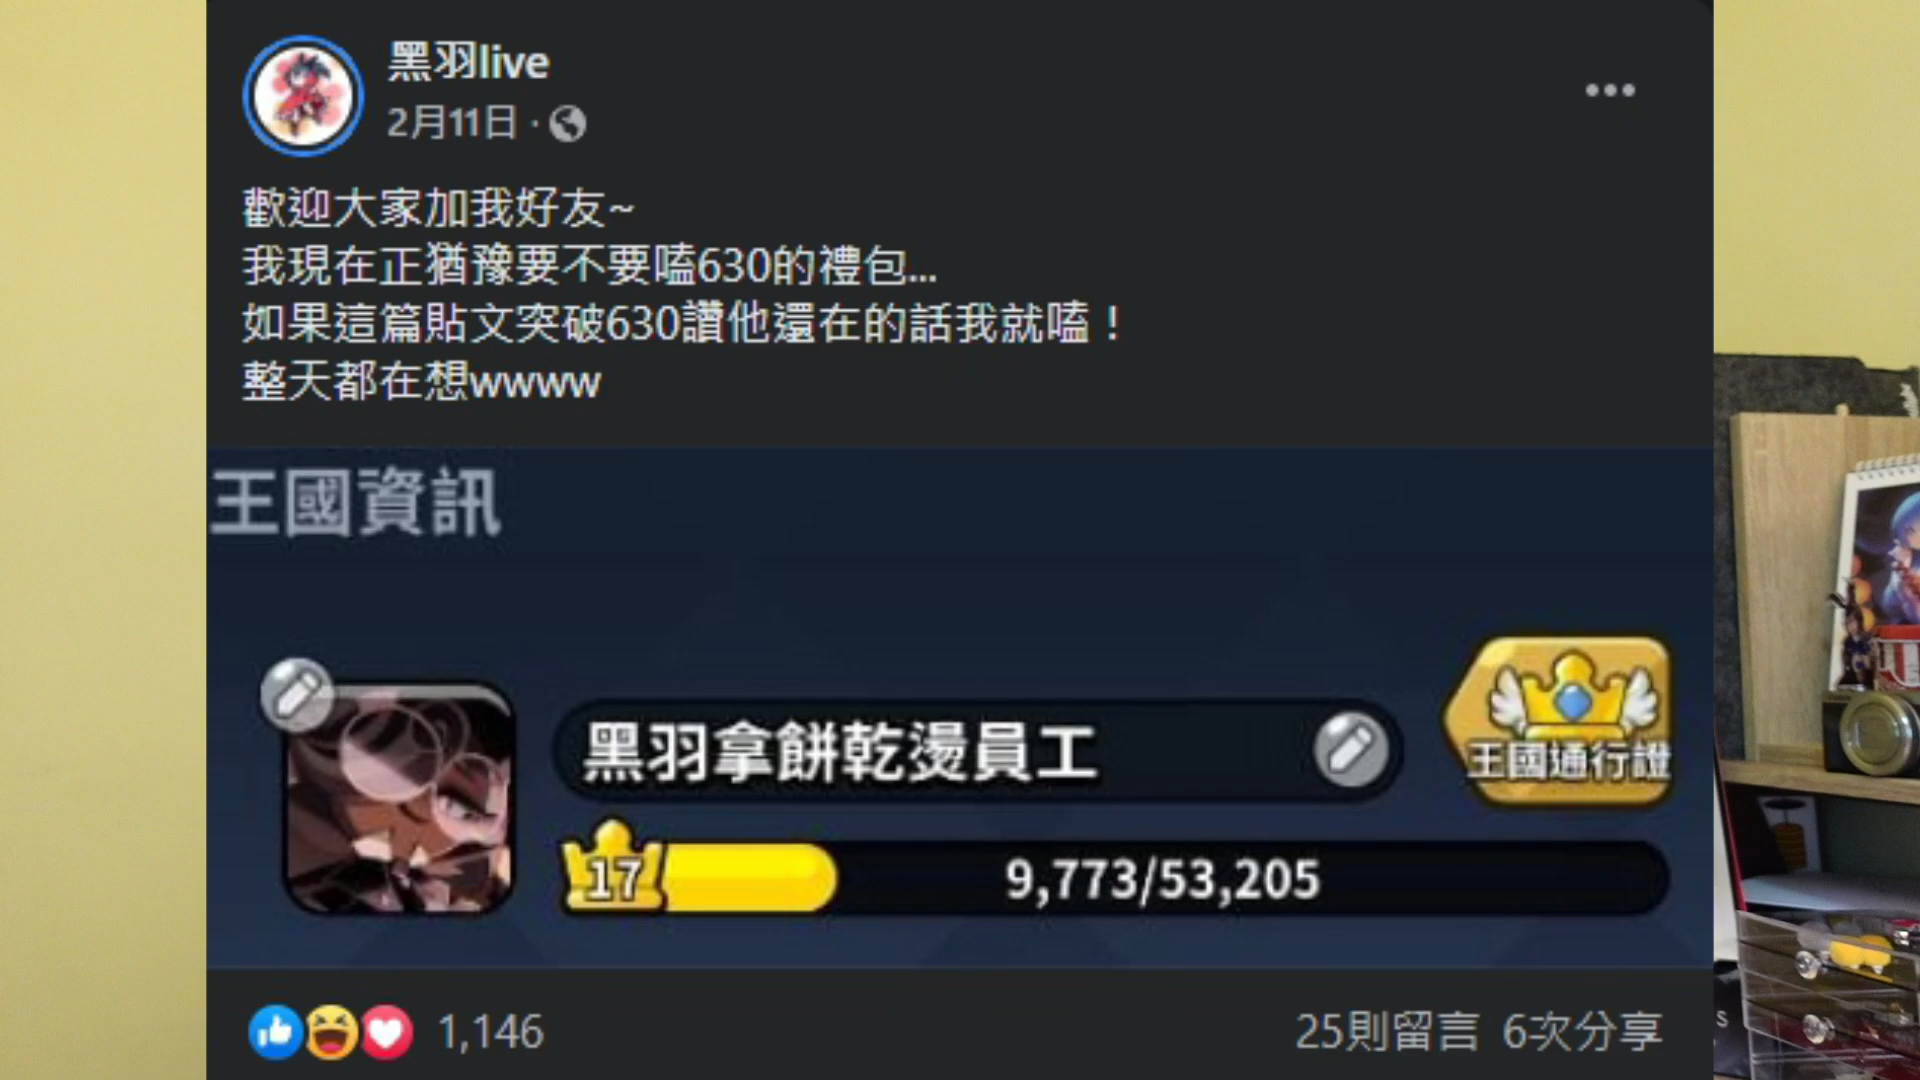 黑羽live
2月11日 ·
歡迎大家加我好友~
我現在正猶豫要不要嗑630的禮包...
如果這篇貼文突破630讚他還在的話我就嗑！
整天都在想wwww
王國資訊
黑羽拿餅乾燙員工
王國通行證
17
9,773/53,205
1,146
25則留言 6次分享